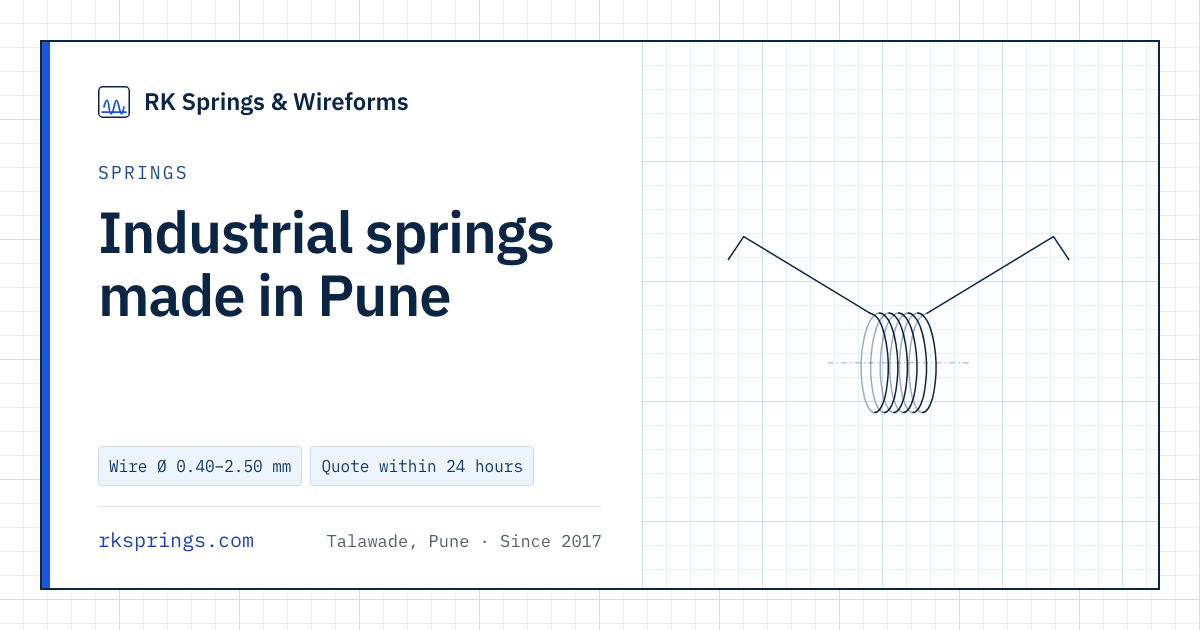 RK Springs & Wireforms
SPRINGS
Industrial springs
made in Pune
Wire Ø 0.40–2.50 mm
Quote within 24 hours
rksprings.com
Talawade, Pune · Since 2017